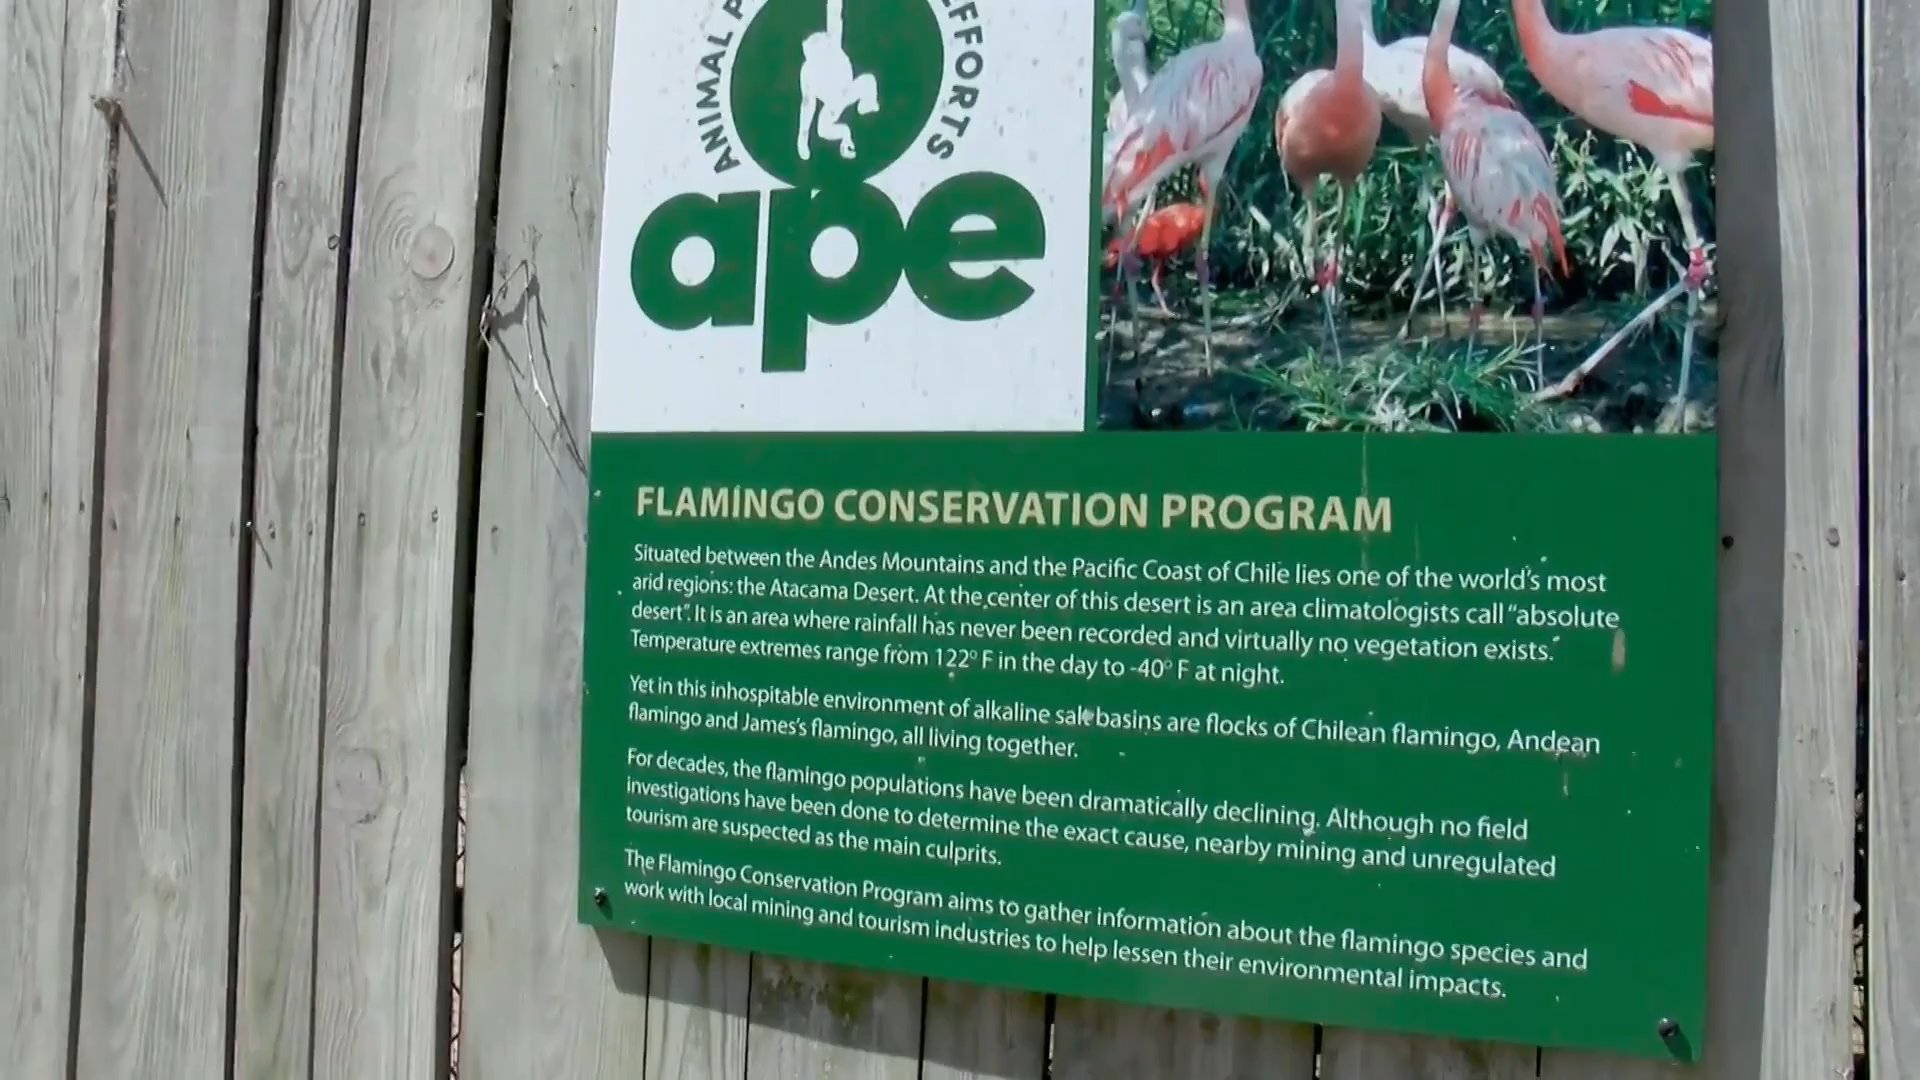 ANIMAL
EFFORTS
ape
FLAMINGO CONSERVATION PROGRAM
Situated between the Andes Mountains and the Pacific Coast of Chile lies one of the world's most
arid regions: the Atacama Desert. At the center of this desert is an area climatologists call "absolute
desert". It is an area where rainfall has never been recorded and virtually no vegetation exists.
Temperature extremes range from 122º F in the day to -40º F at night.
Yet in this inhospitable environment of alkaline salt basins are flocks of Chilean flamingo, Andean
flamingo and James's flamingo, all living together.
For decades, the flamingo populations have been dramatically declining. Although no field
investigations have been done to determine the exact cause, nearby mining and unregulated
tourism are suspected as the main culprits.
The Flamingo Conservation Program aims to gather information about the flamingo species and
work with local mining and tourism industries to help lessen their environmental impacts.